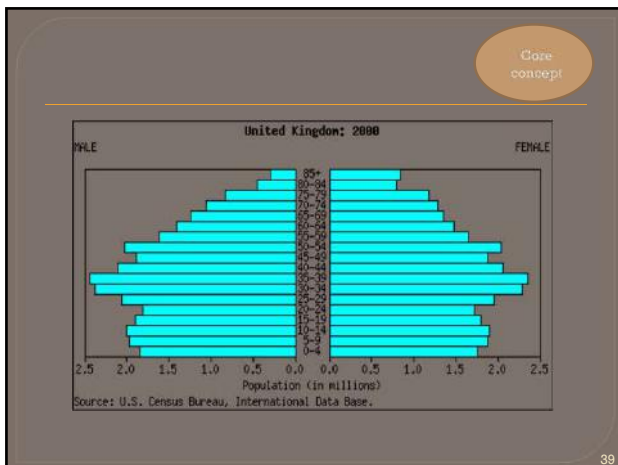 Core
concept
United Kingdom: 2000
MALE
FEMALE
85+
80-84
75-79
70-74
65-69
60-64
55-59
50-54
45-49
40-44
35-39
30-34
25-29
20-24
15-19
10-14
5-9
0-4
2.5 2.0 1.5 1.0 0.5 0.0 0.0 0.5 1.0 1.5 2.0 2.5
Population (in millions)
Source: U.S. Census Bureau, International Data Base.
39